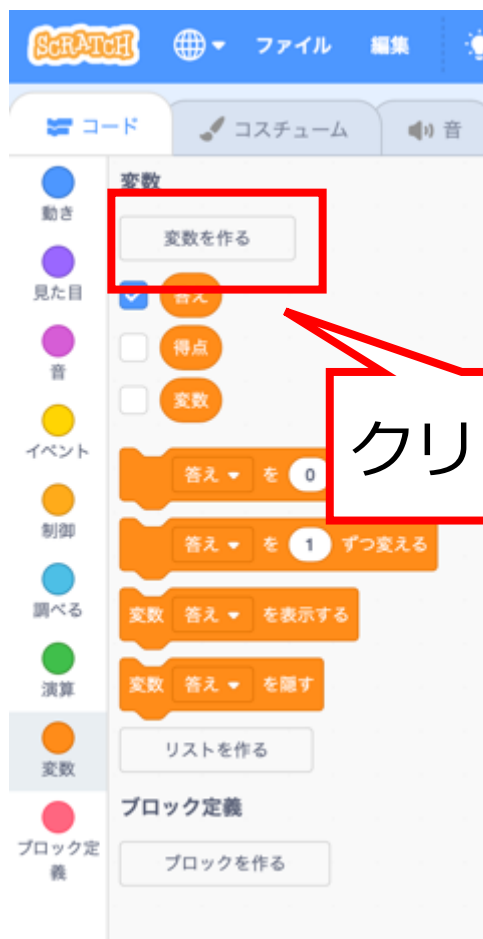 SCRATCH
ファイル 編集
コード コスチューム 音
動き
見た目
音
イベント
制御
調べる
演算
変数
ブロック定
義
変数
変数を作る
答え
得点
変数
クリ
答え を 0
答え を 1 ずつ変える
変数 答え を表示する
変数 答え を隠す
リストを作る
ブロック定義
ブロックを作る